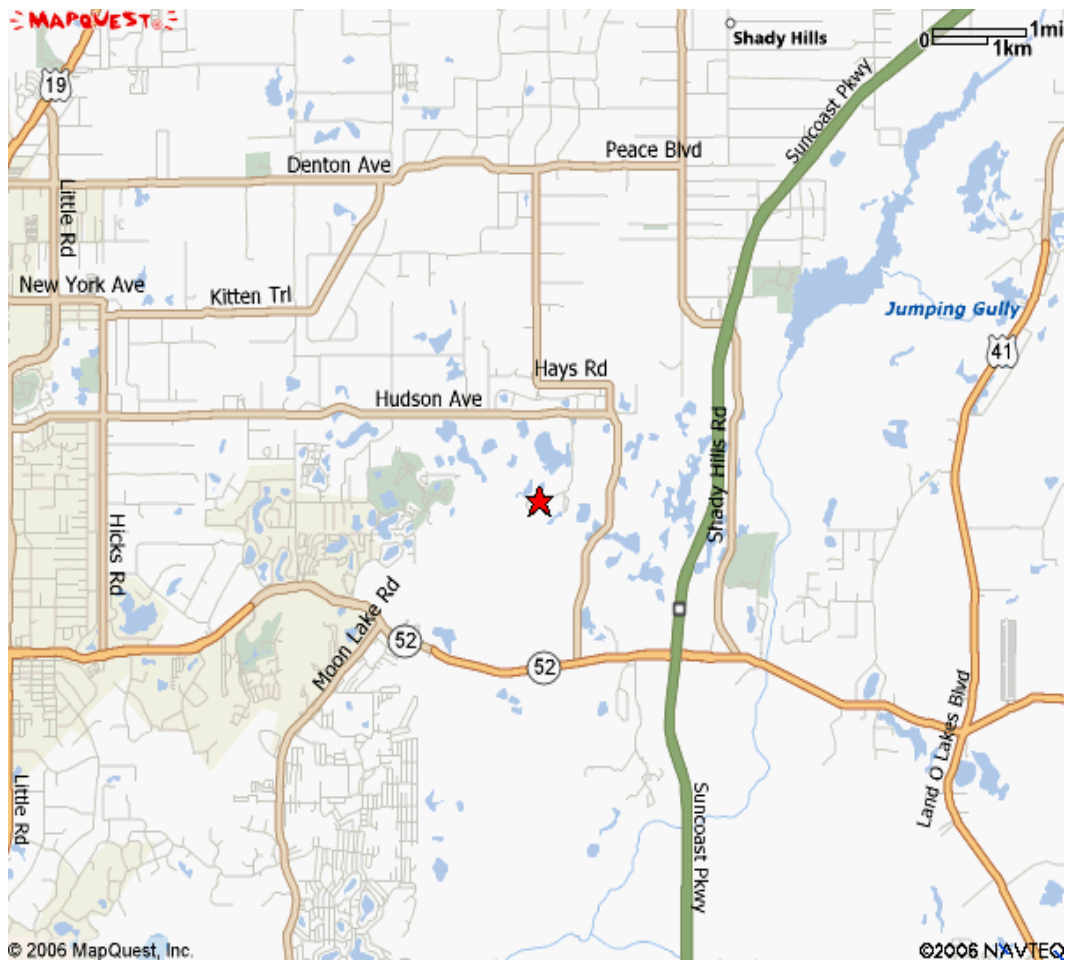 MAPQUEST
0 1mi
1km
Shady Hills
19
Suncoast Pkwy
Peace Blvd
Denton Ave
Little Rd
New York Ave
Kitten Trl
Jumping Gully
41
Hays Rd
Hudson Ave
Shady Hills Rd
Hicks Rd
Moon Lake Rd
52
52
Land O Lakes Blvd
Little Rd
Suncoast Pkwy
© 2006 MapQuest, Inc.
©2006 NAVTEQ